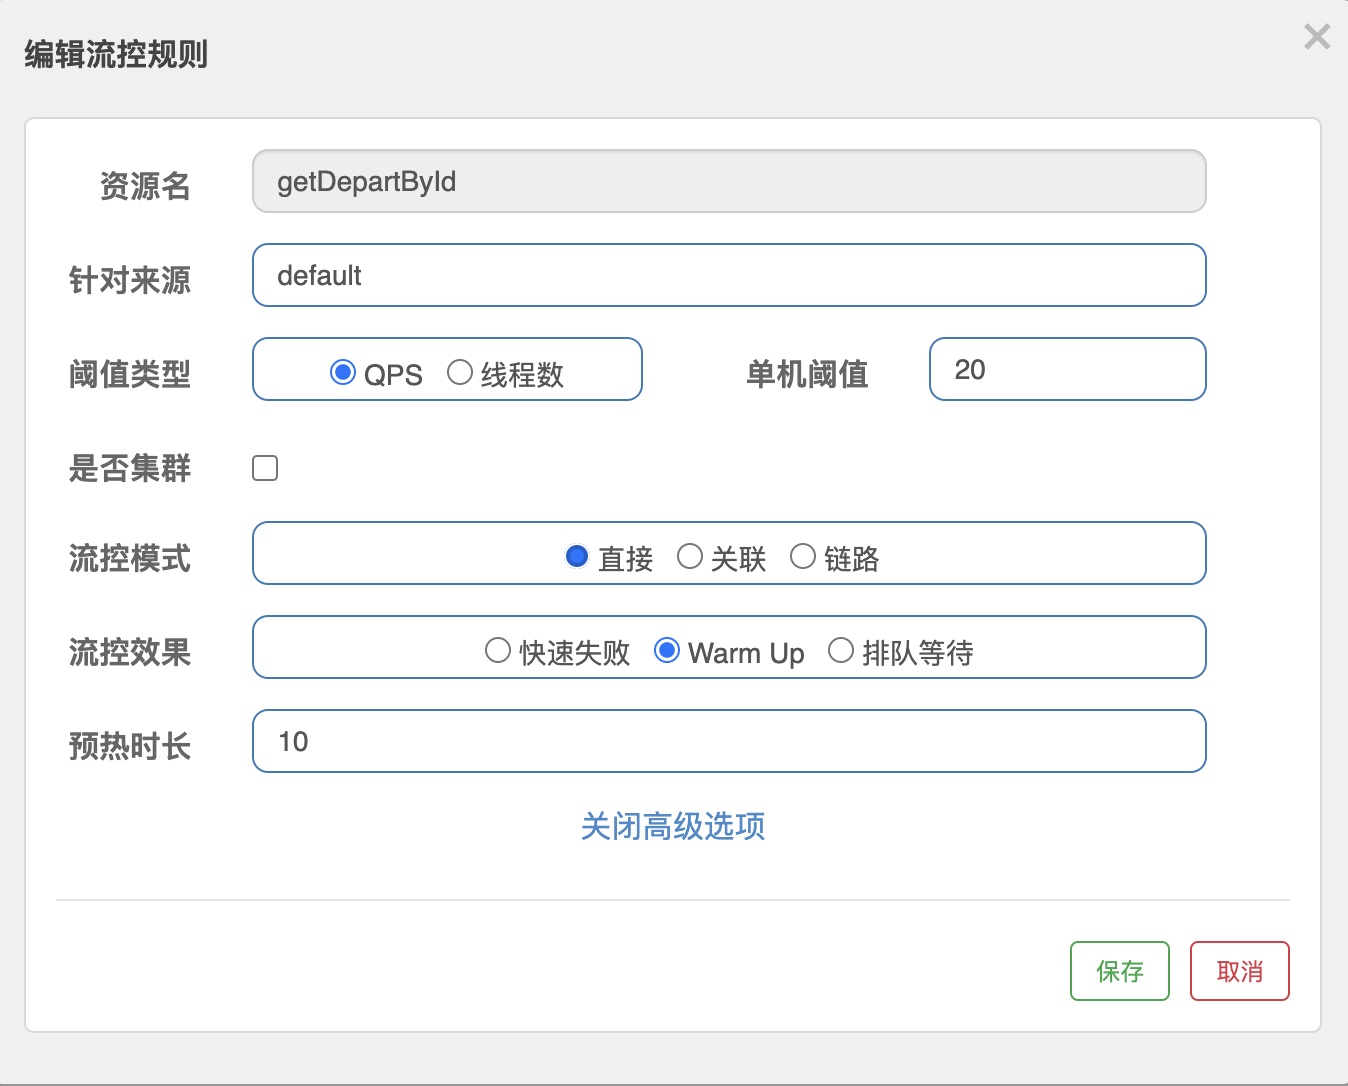 编辑流控规则
资源名 getDepartById
针对来源 default
阈值类型 QPS 线程数 单机阈值 20
是否集群
流控模式 直接 关联 链路
流控效果 快速失败 Warm Up 排队等待
预热时长 10
关闭高级选项
保存 取消